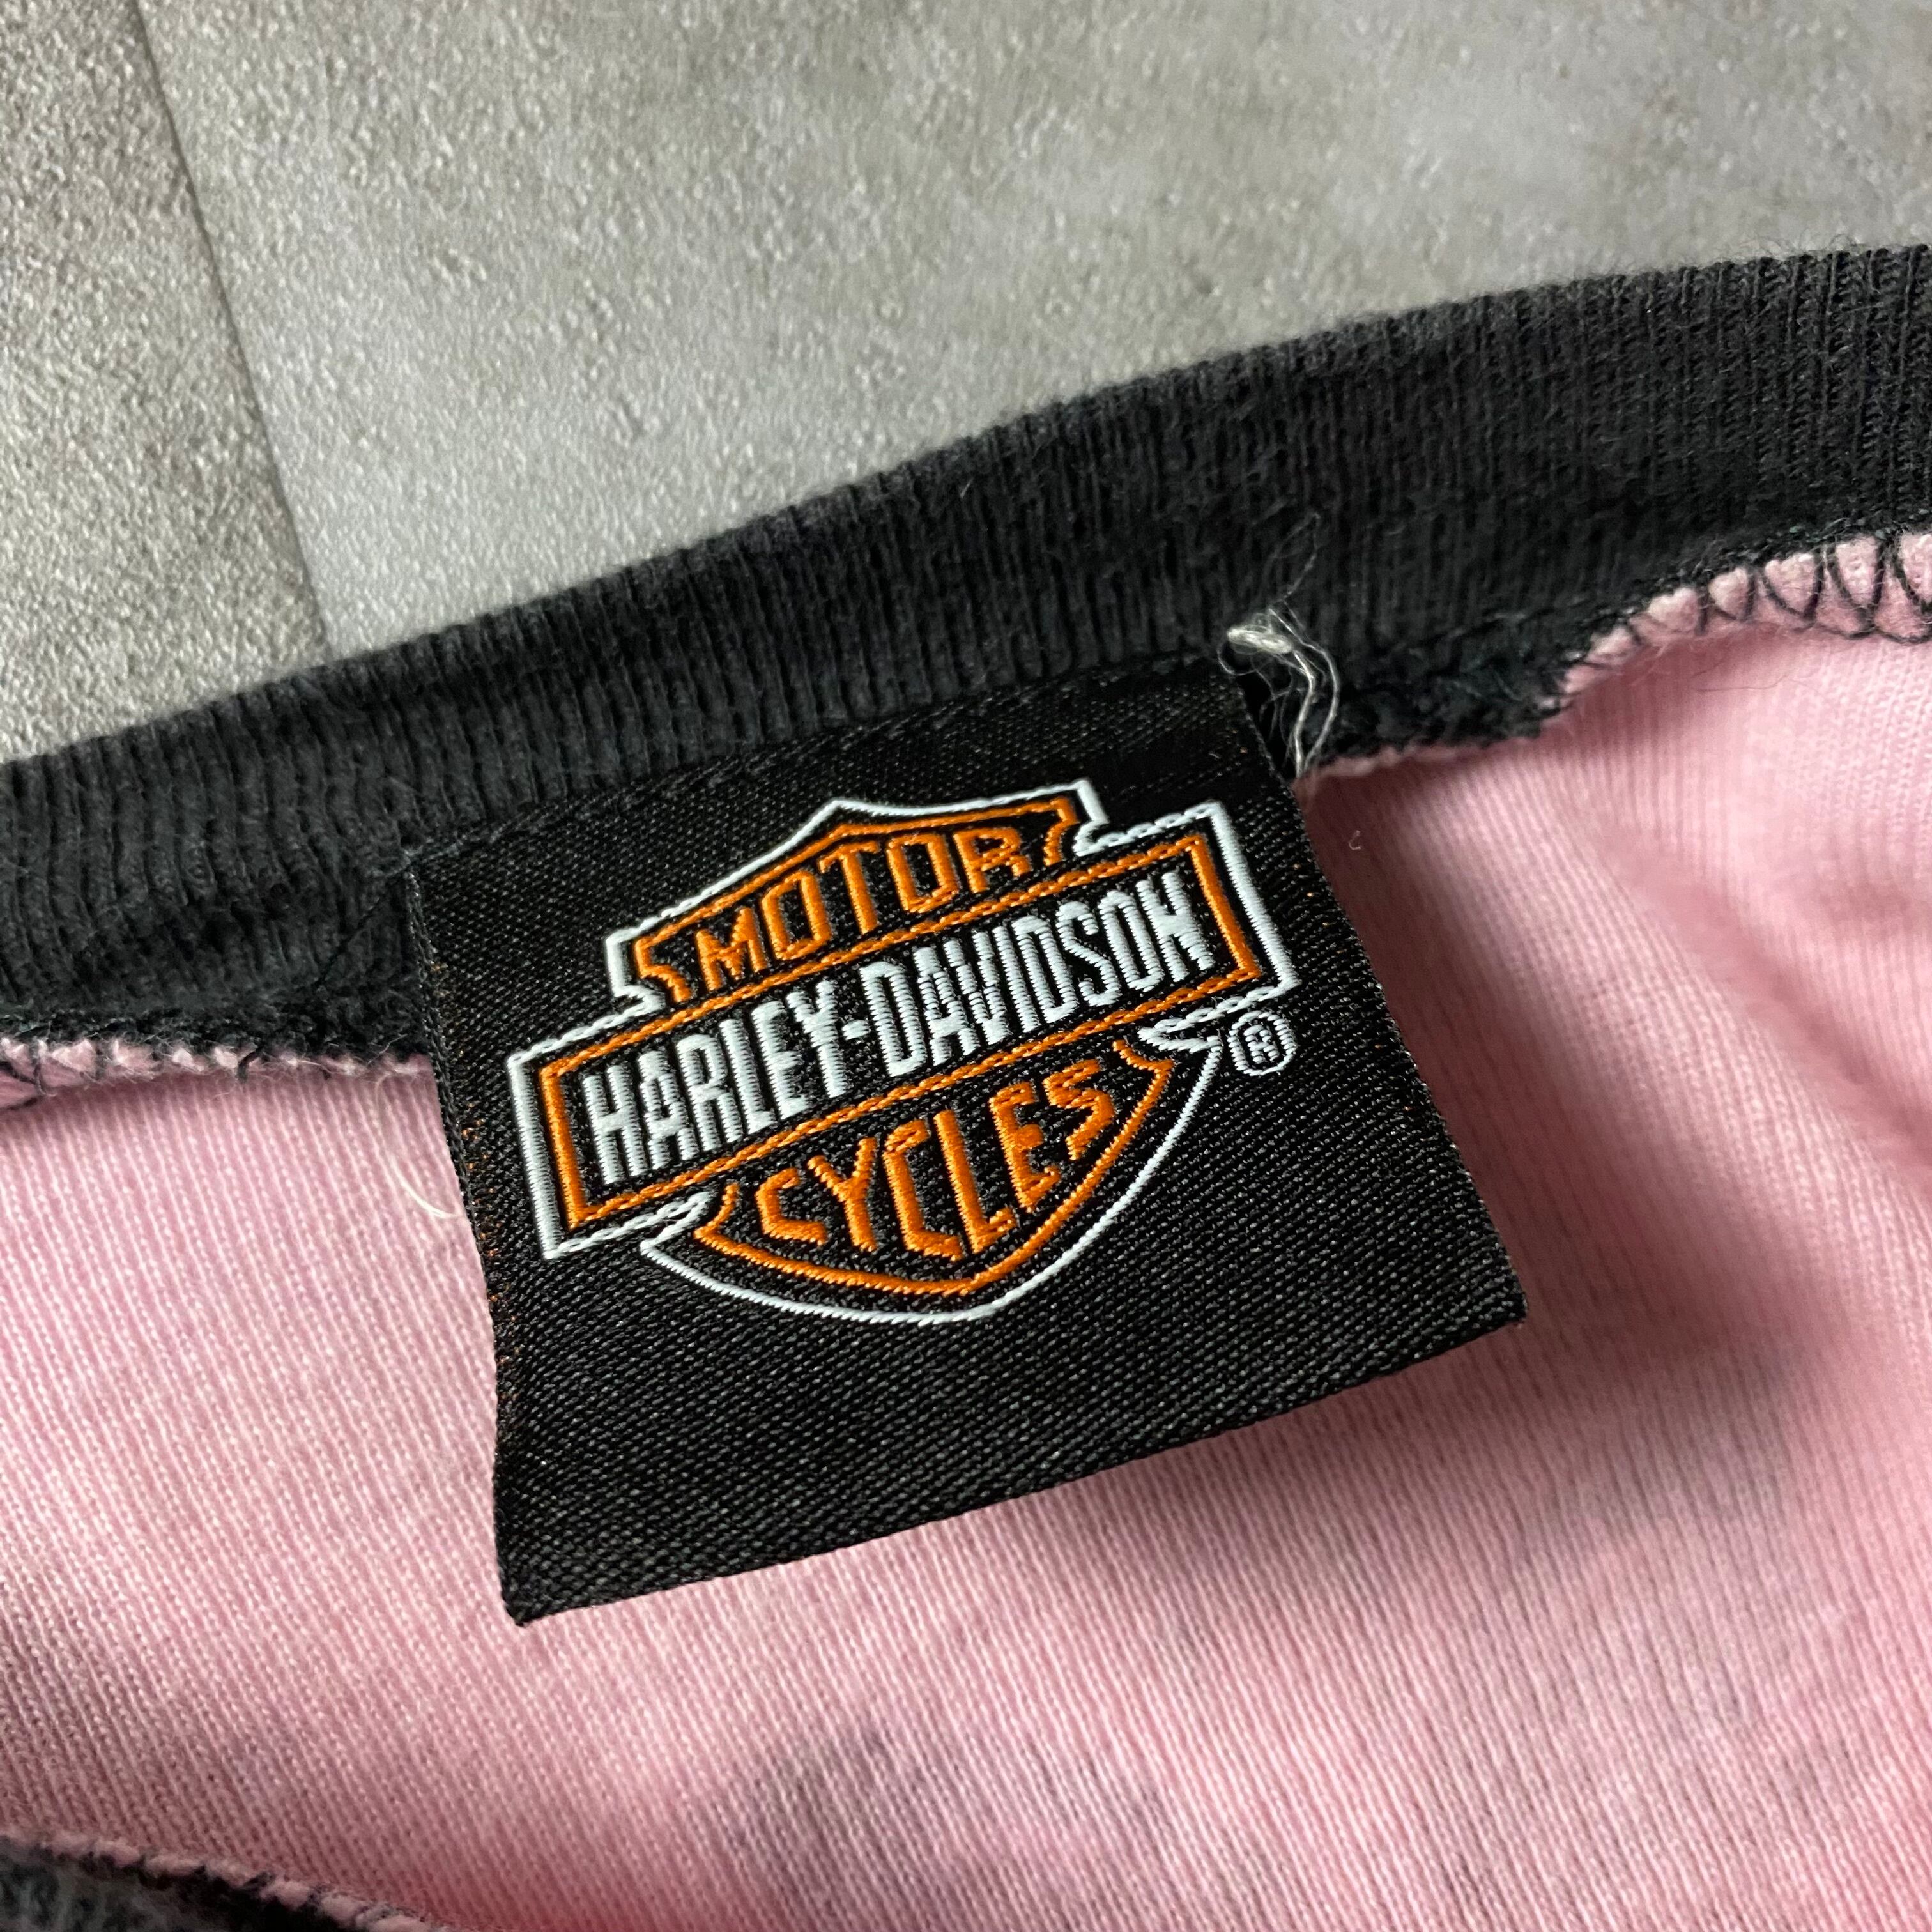 MOTOR
HARLEY-DAVIDSON
CYCLES
®